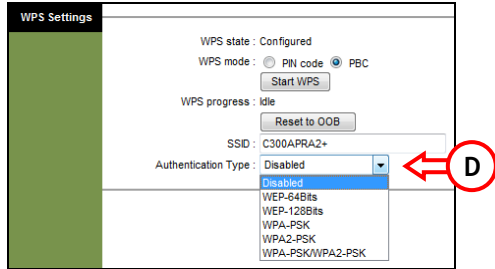 WPS Settings
WPS state : Configured
WPS mode : PIN code PBC
Start WPS
WPS progress : Idle
Reset to OOB
SSID : C300APRA2+
Authentication Type : Disabled
D
Disabled
WEP-64Bits
WEP-128Bits
WPA-PSK
WPA2-PSK
WPA-PSK/WPA2-PSK